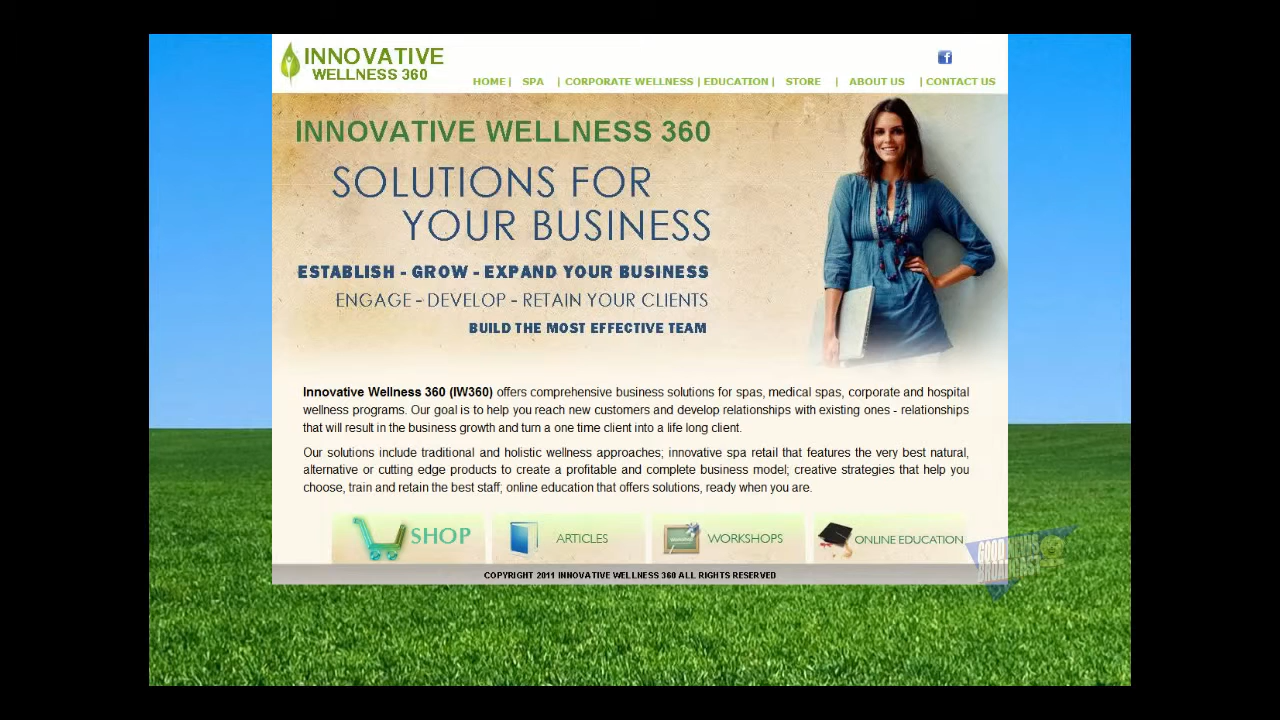 INNOVATIVE
WELLNESS 360
HOME | SPA | CORPORATE WELLNESS | EDUCATION | STORE | ABOUT US | CONTACT US
INNOVATIVE WELLNESS 360
SOLUTIONS FOR
YOUR BUSINESS
ESTABLISH - GROW - EXPAND YOUR BUSINESS
ENGAGE - DEVELOP - RETAIN YOUR CLIENTS
BUILD THE MOST EFFECTIVE TEAM
Innovative Wellness 360 (IW360) offers comprehensive business solutions for spas, medical spas, corporate and hospital
wellness programs. Our goal is to help you reach new customers and develop relationships with existing ones - relationships
that will result in the business growth and turn a one time client into a life long client.
Our solutions include traditional and holistic wellness approaches; innovative spa retail that features the very best natural,
alternative or cutting edge products to create a profitable and complete business model; creative strategies that help you
choose, train and retain the best staff; online education that offers solutions, ready when you are.
SHOP ARTICLES WORKSHOPS ONLINE EDUCATION
GOOD NEWS
BROADCAST
COPYRIGHT 2011 INNOVATIVE WELLNESS 360 ALL RIGHTS RESERVED